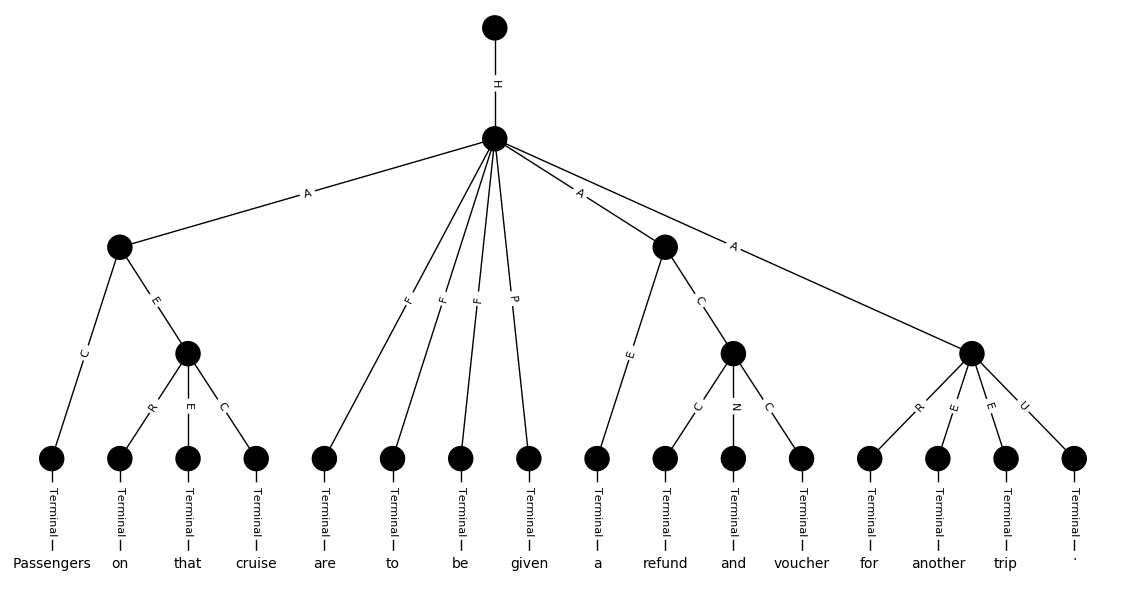 H
A
A
A
E
C
F
F
F
P
C
E
R
E
C
C
N
C
R
E
E
U
Terminal Terminal Terminal Terminal Terminal Terminal Terminal Terminal Terminal Terminal Terminal Terminal Terminal Terminal Terminal Terminal
Passengers on that cruise are to be given a refund and voucher for another trip .